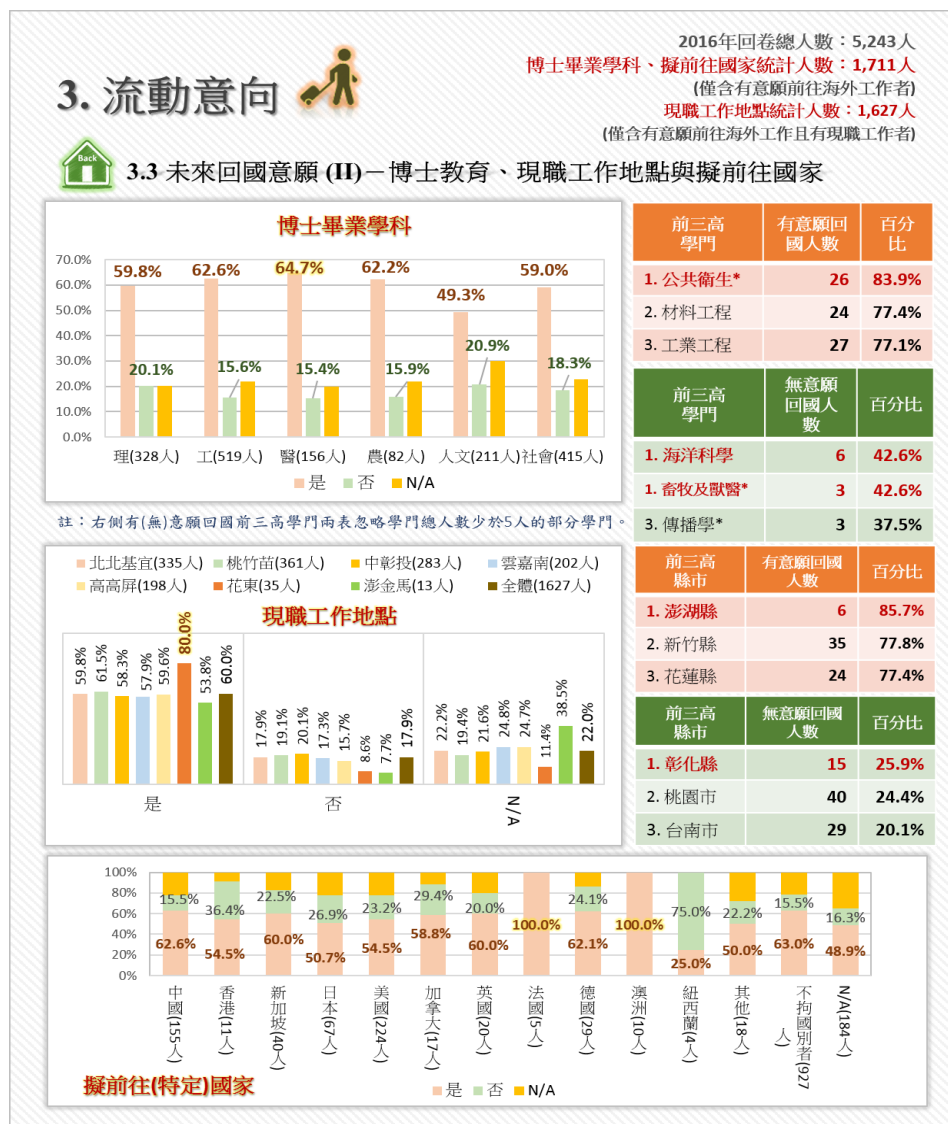 2016年回卷總人數：5,243人
博士畢業學科、擬前往國家統計人數：1,711人
(僅含有意願前往海外工作者)
現職工作地點統計人數：1,627人
(僅含有意願前往海外工作且有現職工作者)
3. 流動意向
Back
3.3 未來回國意願 (II)－博士教育、現職工作地點與擬前往國家
博士畢業學科
70.0%
60.0%
50.0%
40.0%
30.0%
20.0%
10.0%
0.0%
59.8% 62.6% 64.7% 62.2% 49.3% 59.0%
20.1% 15.6% 15.4% 15.9% 20.9% 18.3%
理(328人) 工(519人) 醫(156人) 農(82人) 人文(211人) 社會(415人)
是 否 N/A
前三高學門 有意願回國人數 百分比
1. 公共衛生* 26 83.9%
2. 材料工程 24 77.4%
3. 工業工程 27 77.1%
前三高學門 無意願回國人數 百分比
1. 海洋科學 6 42.6%
1. 畜牧及獸醫* 3 42.6%
3. 傳播學* 3 37.5%
註：右側有(無)意願回國前三高學門兩表忽略學門總人數少於5人的部分學門。
北北基宜(335人) 桃竹苗(361人) 中彰投(283人) 雲嘉南(202人)
高高屏(198人) 花東(35人) 澎金馬(13人) 全體(1627人)
現職工作地點
59.8% 61.5% 58.3% 57.9% 59.6% 80.0% 53.8% 60.0%
17.9% 19.1% 20.1% 17.3% 15.7% 8.6% 7.7% 17.9%
22.2% 19.4% 21.6% 24.8% 24.7% 11.4% 38.5% 22.0%
是 否 N/A
前三高縣市 有意願回國人數 百分比
1. 澎湖縣 6 85.7%
2. 新竹縣 35 77.8%
3. 花蓮縣 24 77.4%
前三高縣市 無意願回國人數 百分比
1. 彰化縣 15 25.9%
2. 桃園市 40 24.4%
3. 台南市 29 20.1%
100%
80%
60%
40%
20%
0%
15.5% 36.4% 22.5% 26.9% 23.2% 29.4% 20.0% 24.1% 75.0% 22.2% 15.5% 16.3%
62.6% 54.5% 60.0% 50.7% 54.5% 58.8% 60.0% 100.0% 62.1% 100.0% 25.0% 50.0% 63.0% 48.9%
中國(155人) 香港(11人) 新加坡(40人) 日本(67人) 美國(224人) 加拿大(17人) 英國(20人) 法國(5人) 德國(29人) 澳洲(10人) 紐西蘭(4人) 其他(18人) 不拘國別者(927人) N/A(184人)
擬前往(特定)國家
是 否 N/A